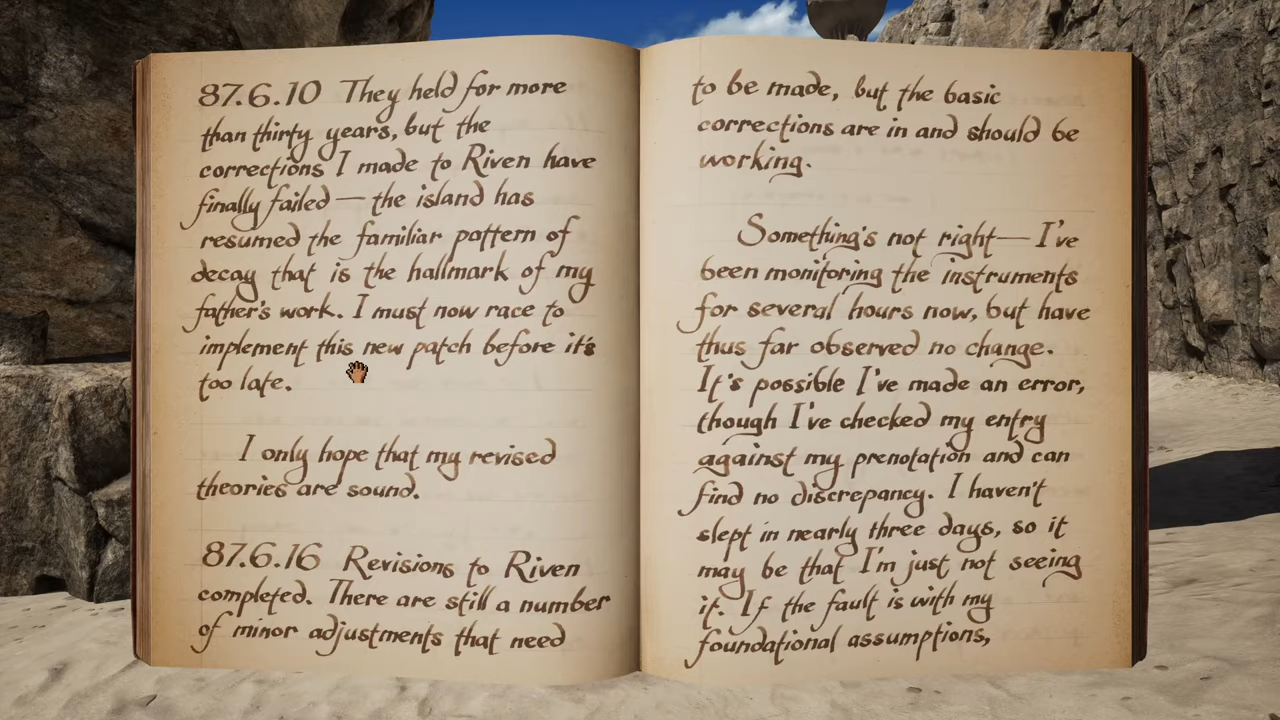 87.6.10 They held for more
than thirty years, but the
corrections I made to Riven have
finally failed — the island has
resumed the familiar pattern of
decay that is the hallmark of my
father's work. I must now race to
implement this new patch before it's
too late.
I only hope that my revised
theories are sound.
87.6.16 Revisions to Riven
completed. There are still a number
of minor adjustments that need
to be made, but the basic
corrections are in and should be
working.
Something's not right — I've
been monitoring the instruments
for several hours now, but have
thus far observed no change.
It's possible I've made an error,
though I've checked my entry
against my prenotation and can
find no discrepancy. I haven't
slept in nearly three days, so it
may be that I'm just not seeing
it. If the fault is with my
foundational assumptions,